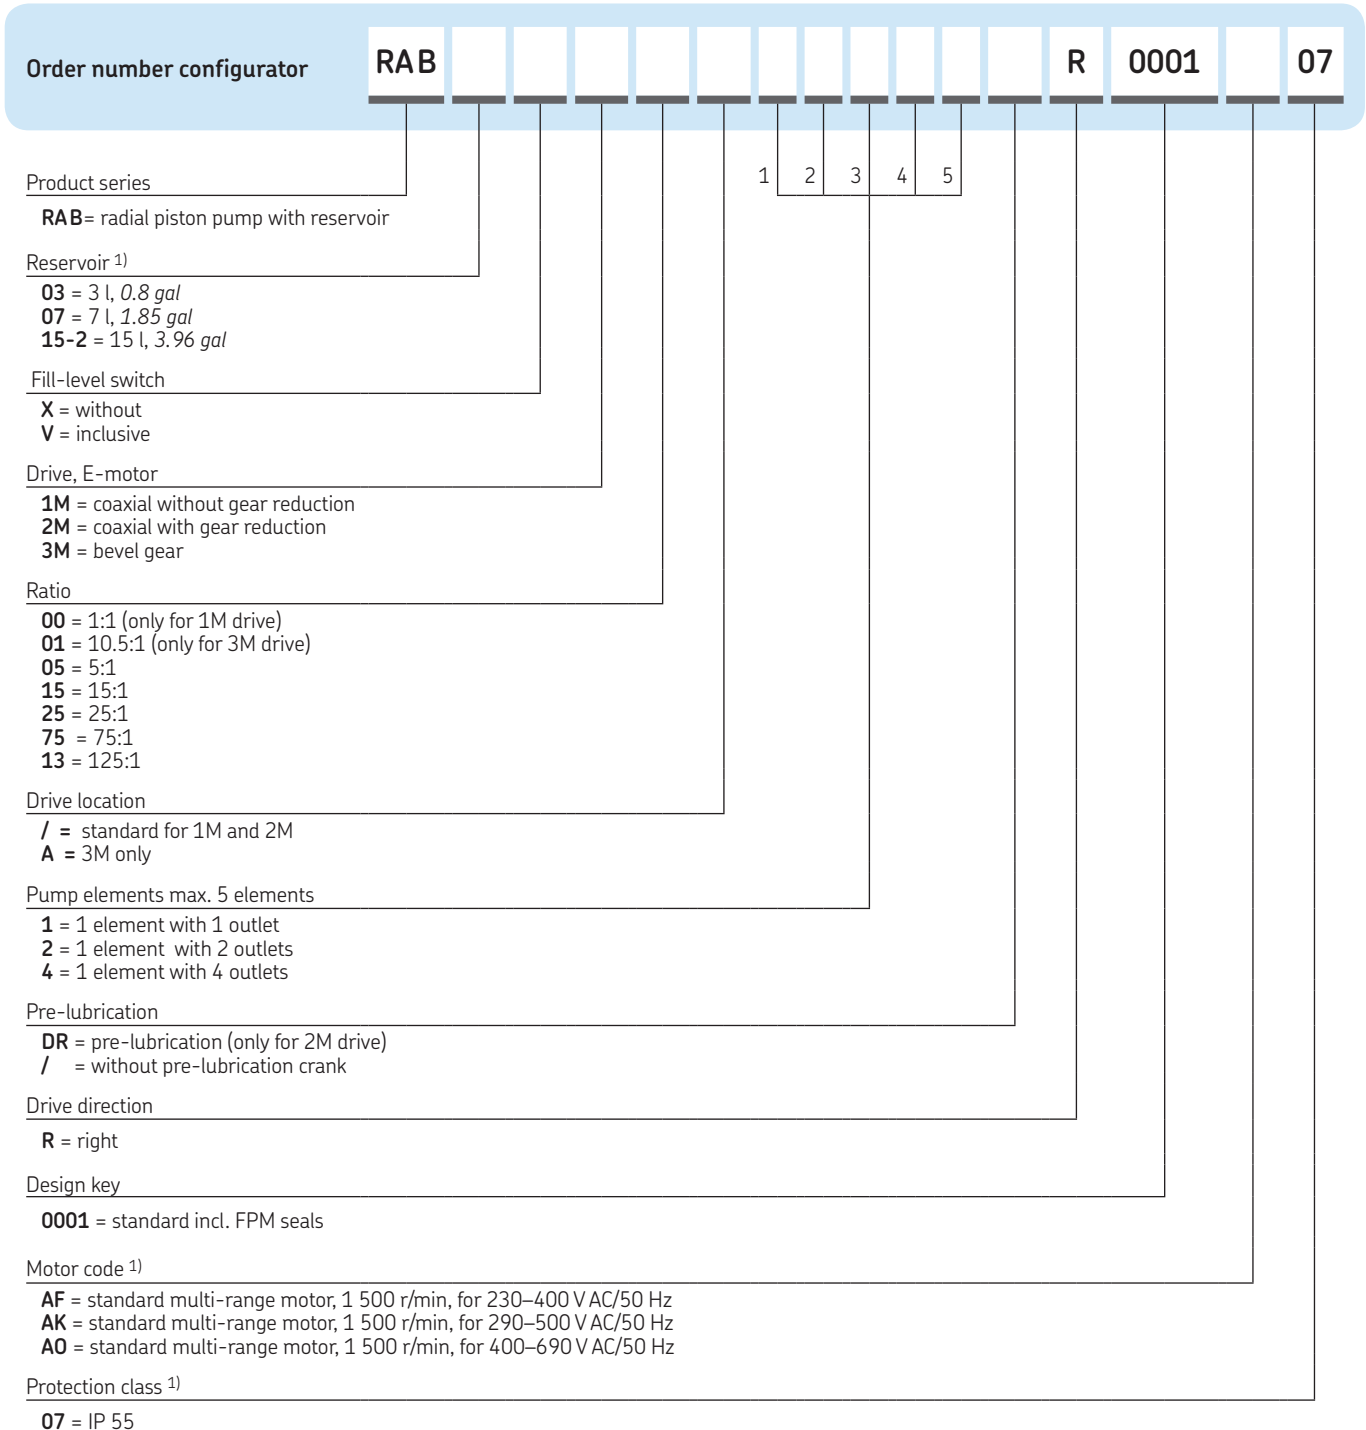 Order number configurator RAB R 0001 07
1 2 3 4 5
Product series
RAB= radial piston pump with reservoir
Reservoir 1)
03 = 3 l, 0.8 gal
07 = 7 l, 1.85 gal
15-2 = 15 l, 3.96 gal
Fill-level switch
X = without
V = inclusive
Drive, E-motor
1M = coaxial without gear reduction
2M = coaxial with gear reduction
3M = bevel gear
Ratio
00 = 1:1 (only for 1M drive)
01 = 10.5:1 (only for 3M drive)
05 = 5:1
15 = 15:1
25 = 25:1
75 = 75:1
13 = 125:1
Drive location
/ = standard for 1M and 2M
A = 3M only
Pump elements max. 5 elements
1 = 1 element with 1 outlet
2 = 1 element with 2 outlets
4 = 1 element with 4 outlets
Pre-lubrication
DR = pre-lubrication (only for 2M drive)
/ = without pre-lubrication crank
Drive direction
R = right
Design key
0001 = standard incl. FPM seals
Motor code 1)
AF = standard multi-range motor, 1 500 r/min, for 230–400 V AC/50 Hz
AK = standard multi-range motor, 1 500 r/min, for 290–500 V AC/50 Hz
AO = standard multi-range motor, 1 500 r/min, for 400–690 V AC/50 Hz
Protection class 1)
07 = IP 55